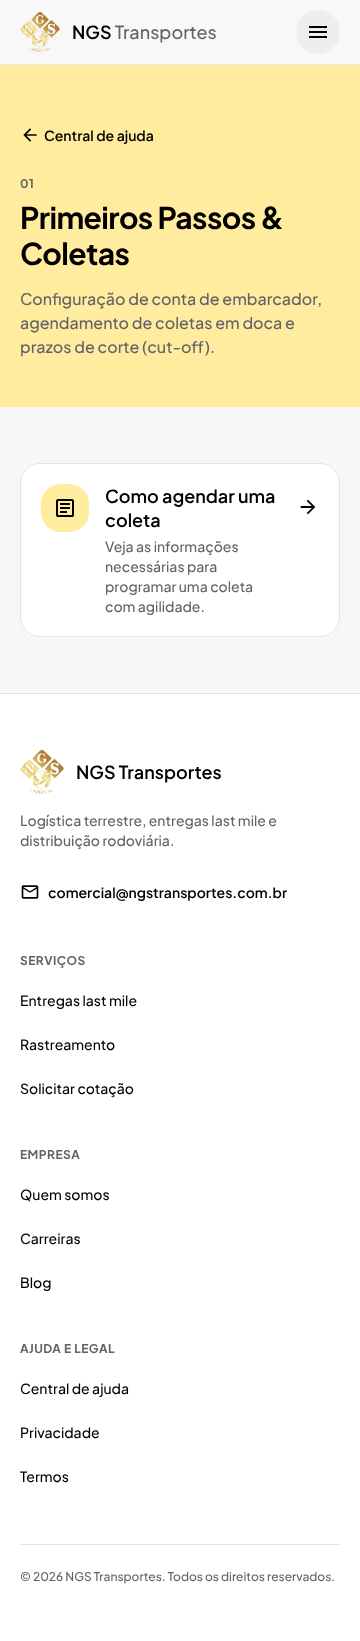 NGS Transportes
Central de ajuda
01
Primeiros Passos &
Coletas
Configuração de conta de embarcador,
agendamento de coletas em doca e
prazos de corte (cut-off).
Como agendar uma
coleta
Veja as informações
necessárias para
programar uma coleta
com agilidade.
NGS Transportes
Logística terrestre, entregas last mile e
distribuição rodoviária.
comercial@ngstransportes.com.br
SERVIÇOS
Entregas last mile
Rastreamento
Solicitar cotação
EMPRESA
Quem somos
Carreiras
Blog
AJUDA E LEGAL
Central de ajuda
Privacidade
Termos
© 2026 NGS Transportes. Todos os direitos reservados.